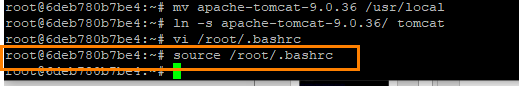 root@6deb780b7be4:~# mv apache-tomcat-9.0.36 /usr/local
root@6deb780b7be4:~# ln -s apache-tomcat-9.0.36/ tomcat
root@6deb780b7be4:~# vi /root/.bashrc
root@6deb780b7be4:~# source /root/.bashrc
root@6deb780b7be4:~#